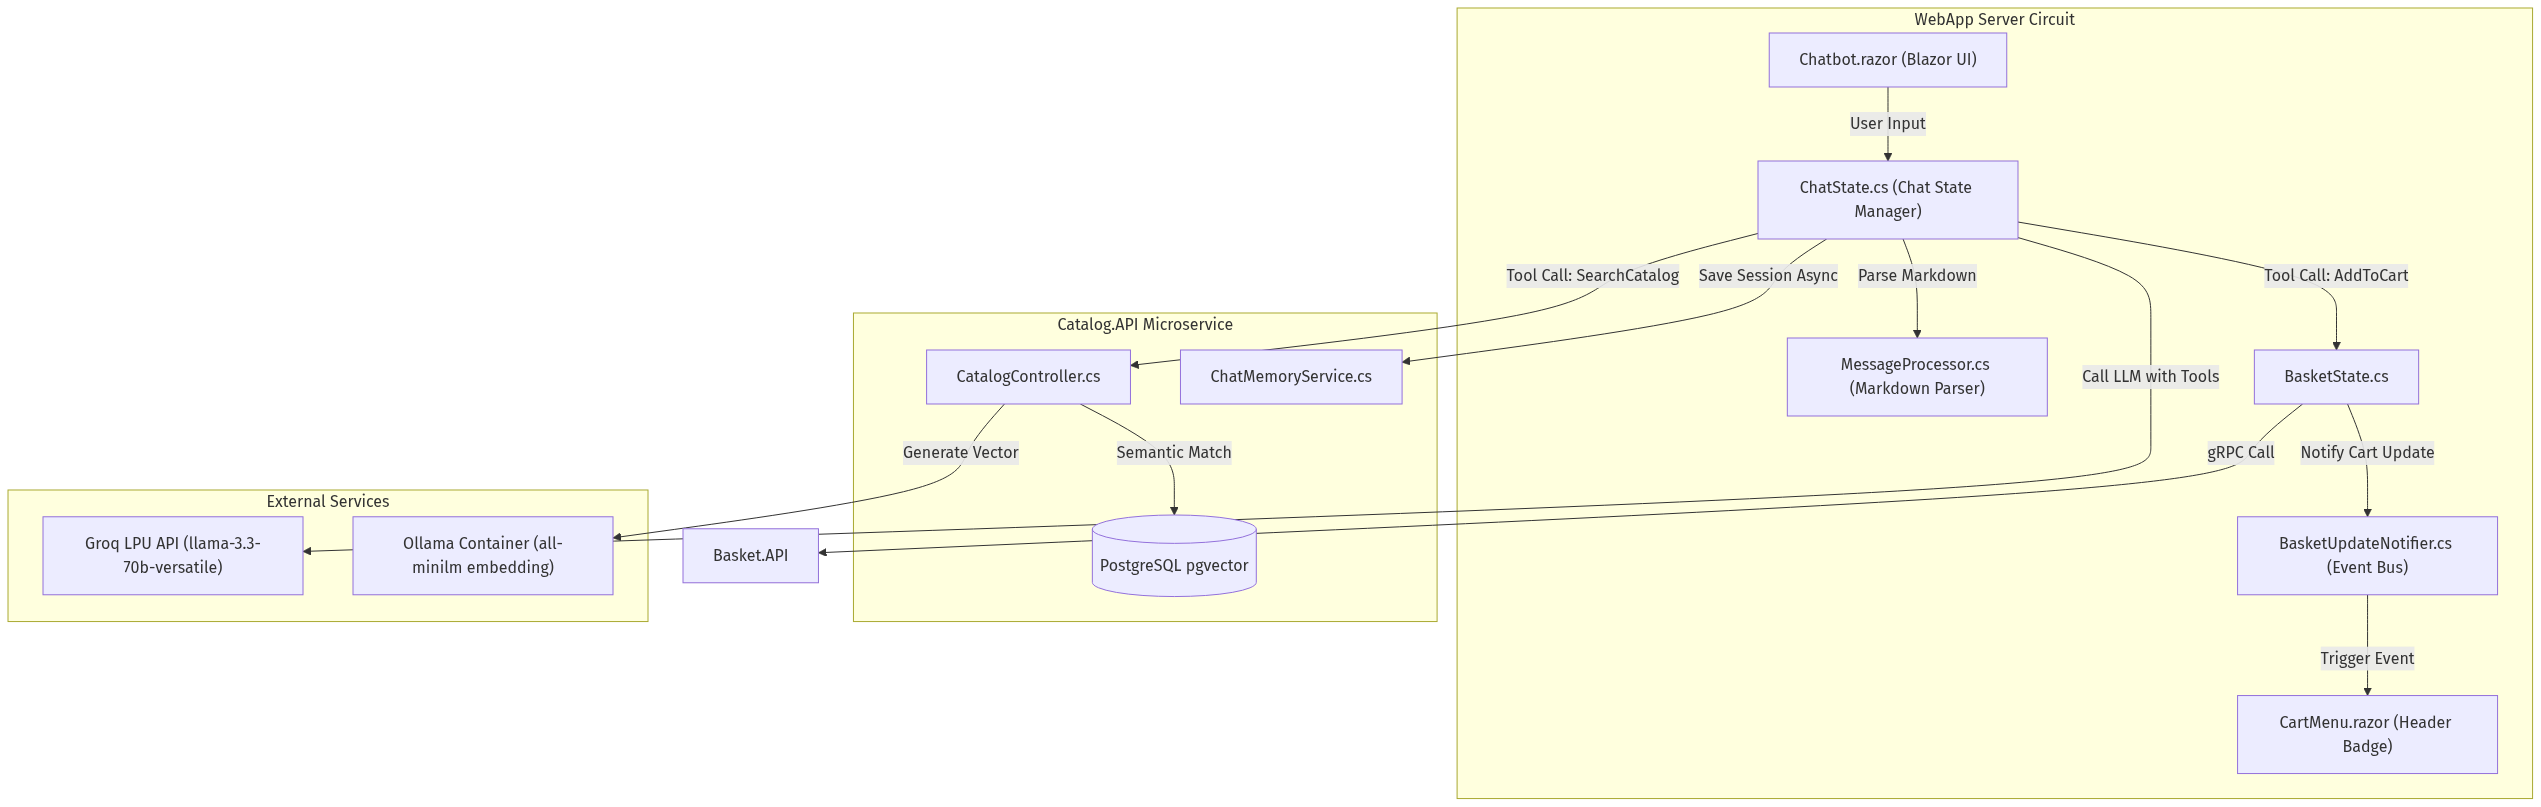 WebApp Server Circuit
Chatbot.razor (Blazor UI)
User Input
ChatState.cs (Chat State
Manager)
Tool Call: SearchCatalog
Save Session Async
Parse Markdown
Tool Call: AddToCart
Catalog.API Microservice
CatalogController.cs
ChatMemoryService.cs
MessageProcessor.cs
(Markdown Parser)
Call LLM with Tools
BasketState.cs
Generate Vector
Semantic Match
gRPC Call
Notify Cart Update
External Services
Groq LPU API (llama-3.3-
70b-versatile)
Ollama Container (all-
minilm embedding)
Basket.API
PostgreSQL pgvector
BasketUpdateNotifier.cs
(Event Bus)
Trigger Event
CartMenu.razor (Header
Badge)